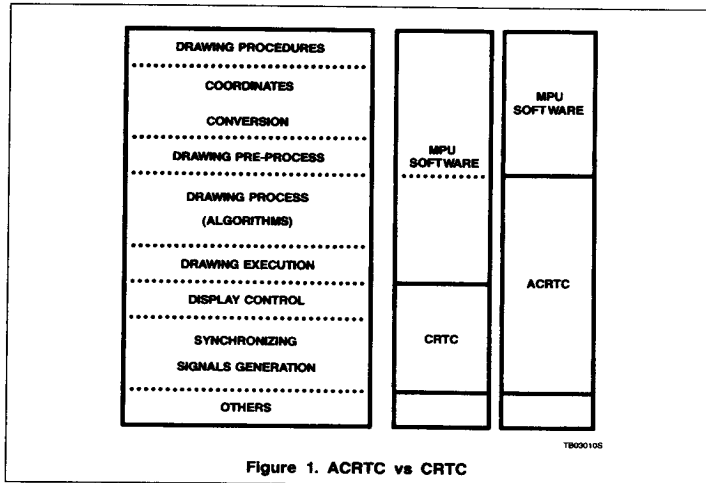 DRAWING PROCEDURES
COORDINATES
CONVERSION
DRAWING PRE-PROCESS
DRAWING PROCESS
(ALGORITHMS)
DRAWING EXECUTION
DISPLAY CONTROL
SYNCHRONIZING
SIGNALS GENERATION
OTHERS
MPU
SOFTWARE
CRTC
MPU
SOFTWARE
ACRTC
TB03010S
Figure 1. ACRTC vs CRTC